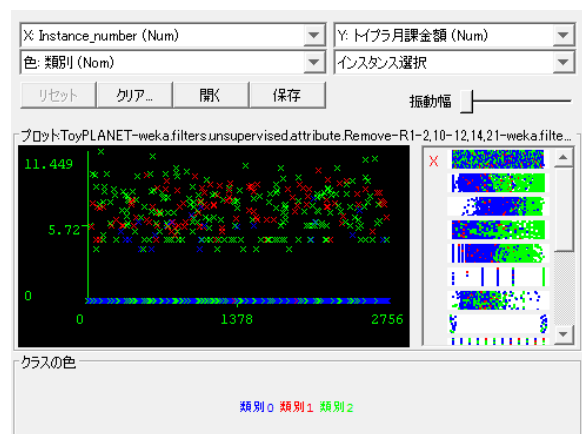 X: Instance_number (Num)
Y: トイプラ月課金額 (Num)
色: 類別 (Nom)
インスタンス選択
リセット
クリア...
開く
保存
振動幅
プロット:ToyPLANET-weka.filters.unsupervised.attribute.Remove-R1-2,10-12,14,21-weka.filte...
11.449
5.72
0
0
1378
2756
X
クラスの色
類別0 類別1 類別2